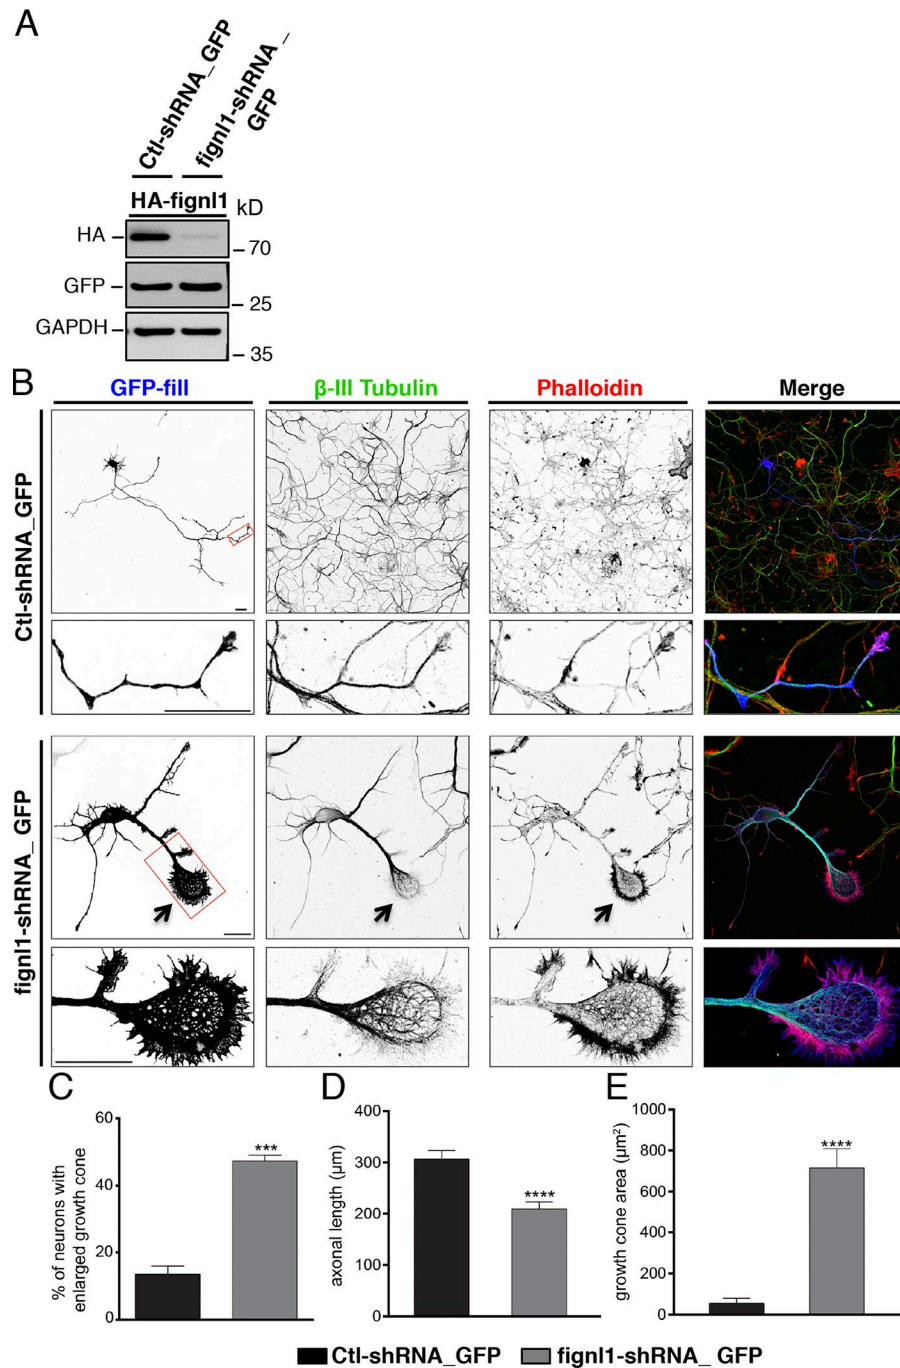 A
Ctl-shRNA_GFP
fignl1-shRNA_
GFP
HA-fignl1
kD
HA
70
GFP
25
GAPDH
35
B
GFP-fill
β-III Tubulin
Phalloidin
Merge
Ctl-shRNA_GFP
fignl1-shRNA_GFP
C
% of neurons with
enlarged growth cone
60
40
20
0
***
D
axonal length (µm)
400
300
200
100
0
****
E
growth cone area (µm²)
1000
800
600
400
200
0
****
Ctl-shRNA_GFP
fignl1-shRNA_ GFP